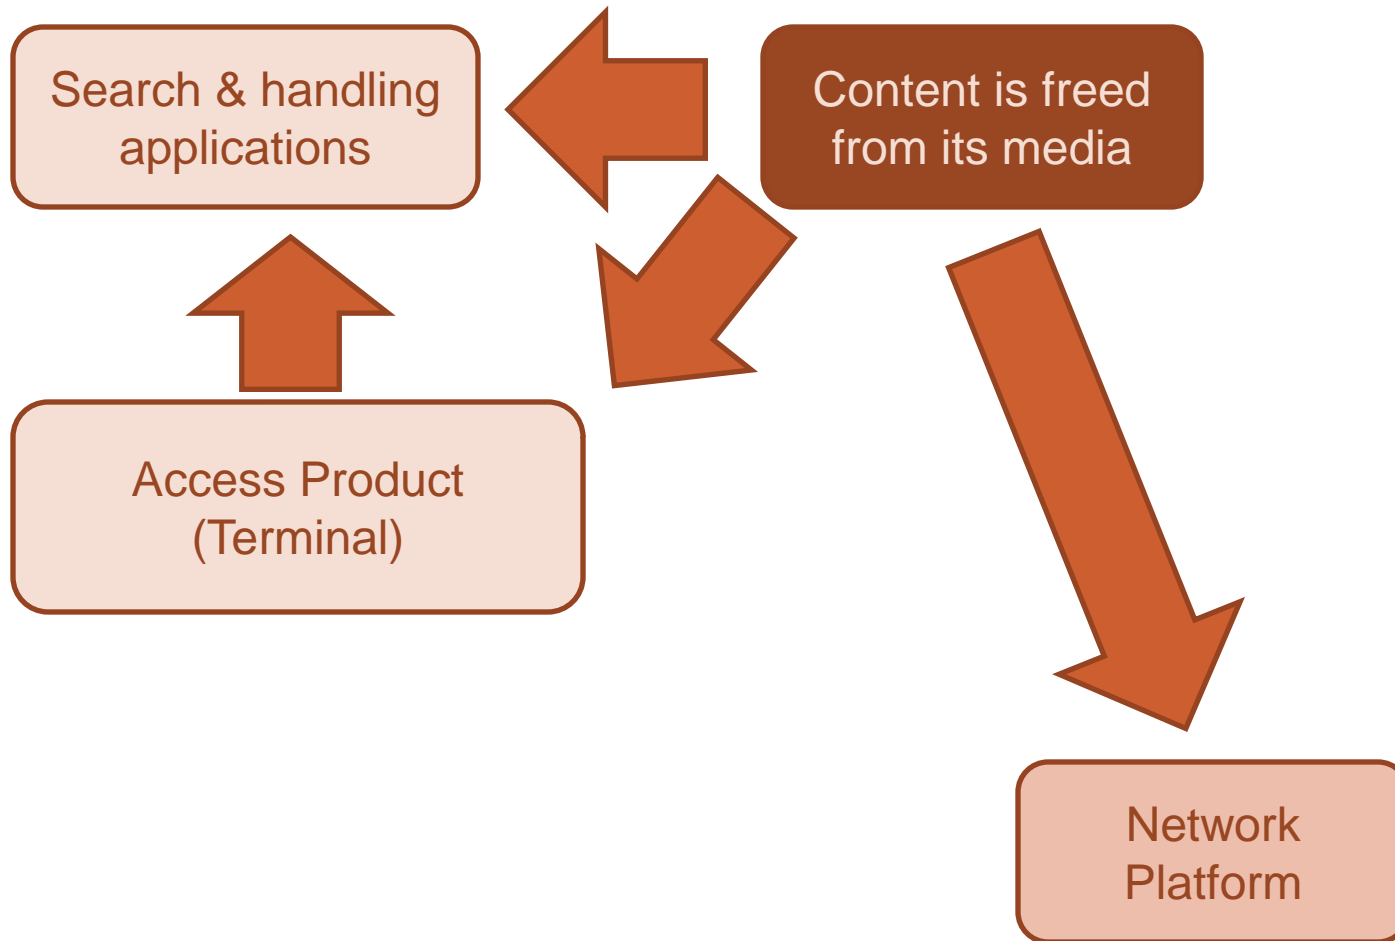 Search & handling
applications
Content is freed
from its media
Access Product
(Terminal)
Network
Platform